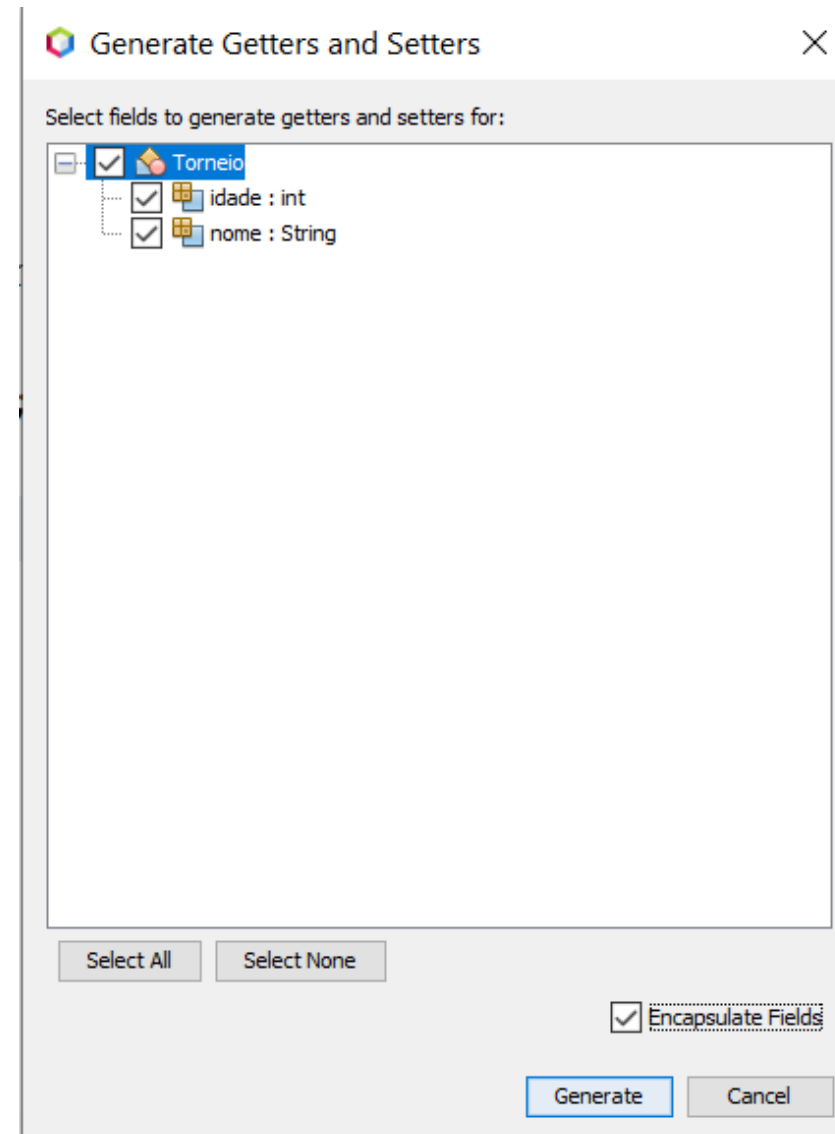 Generate Getters and Setters
Select fields to generate getters and setters for:
Torneio
idade : int
nome : String
Select All Select None
Encapsulate Fields
Generate Cancel